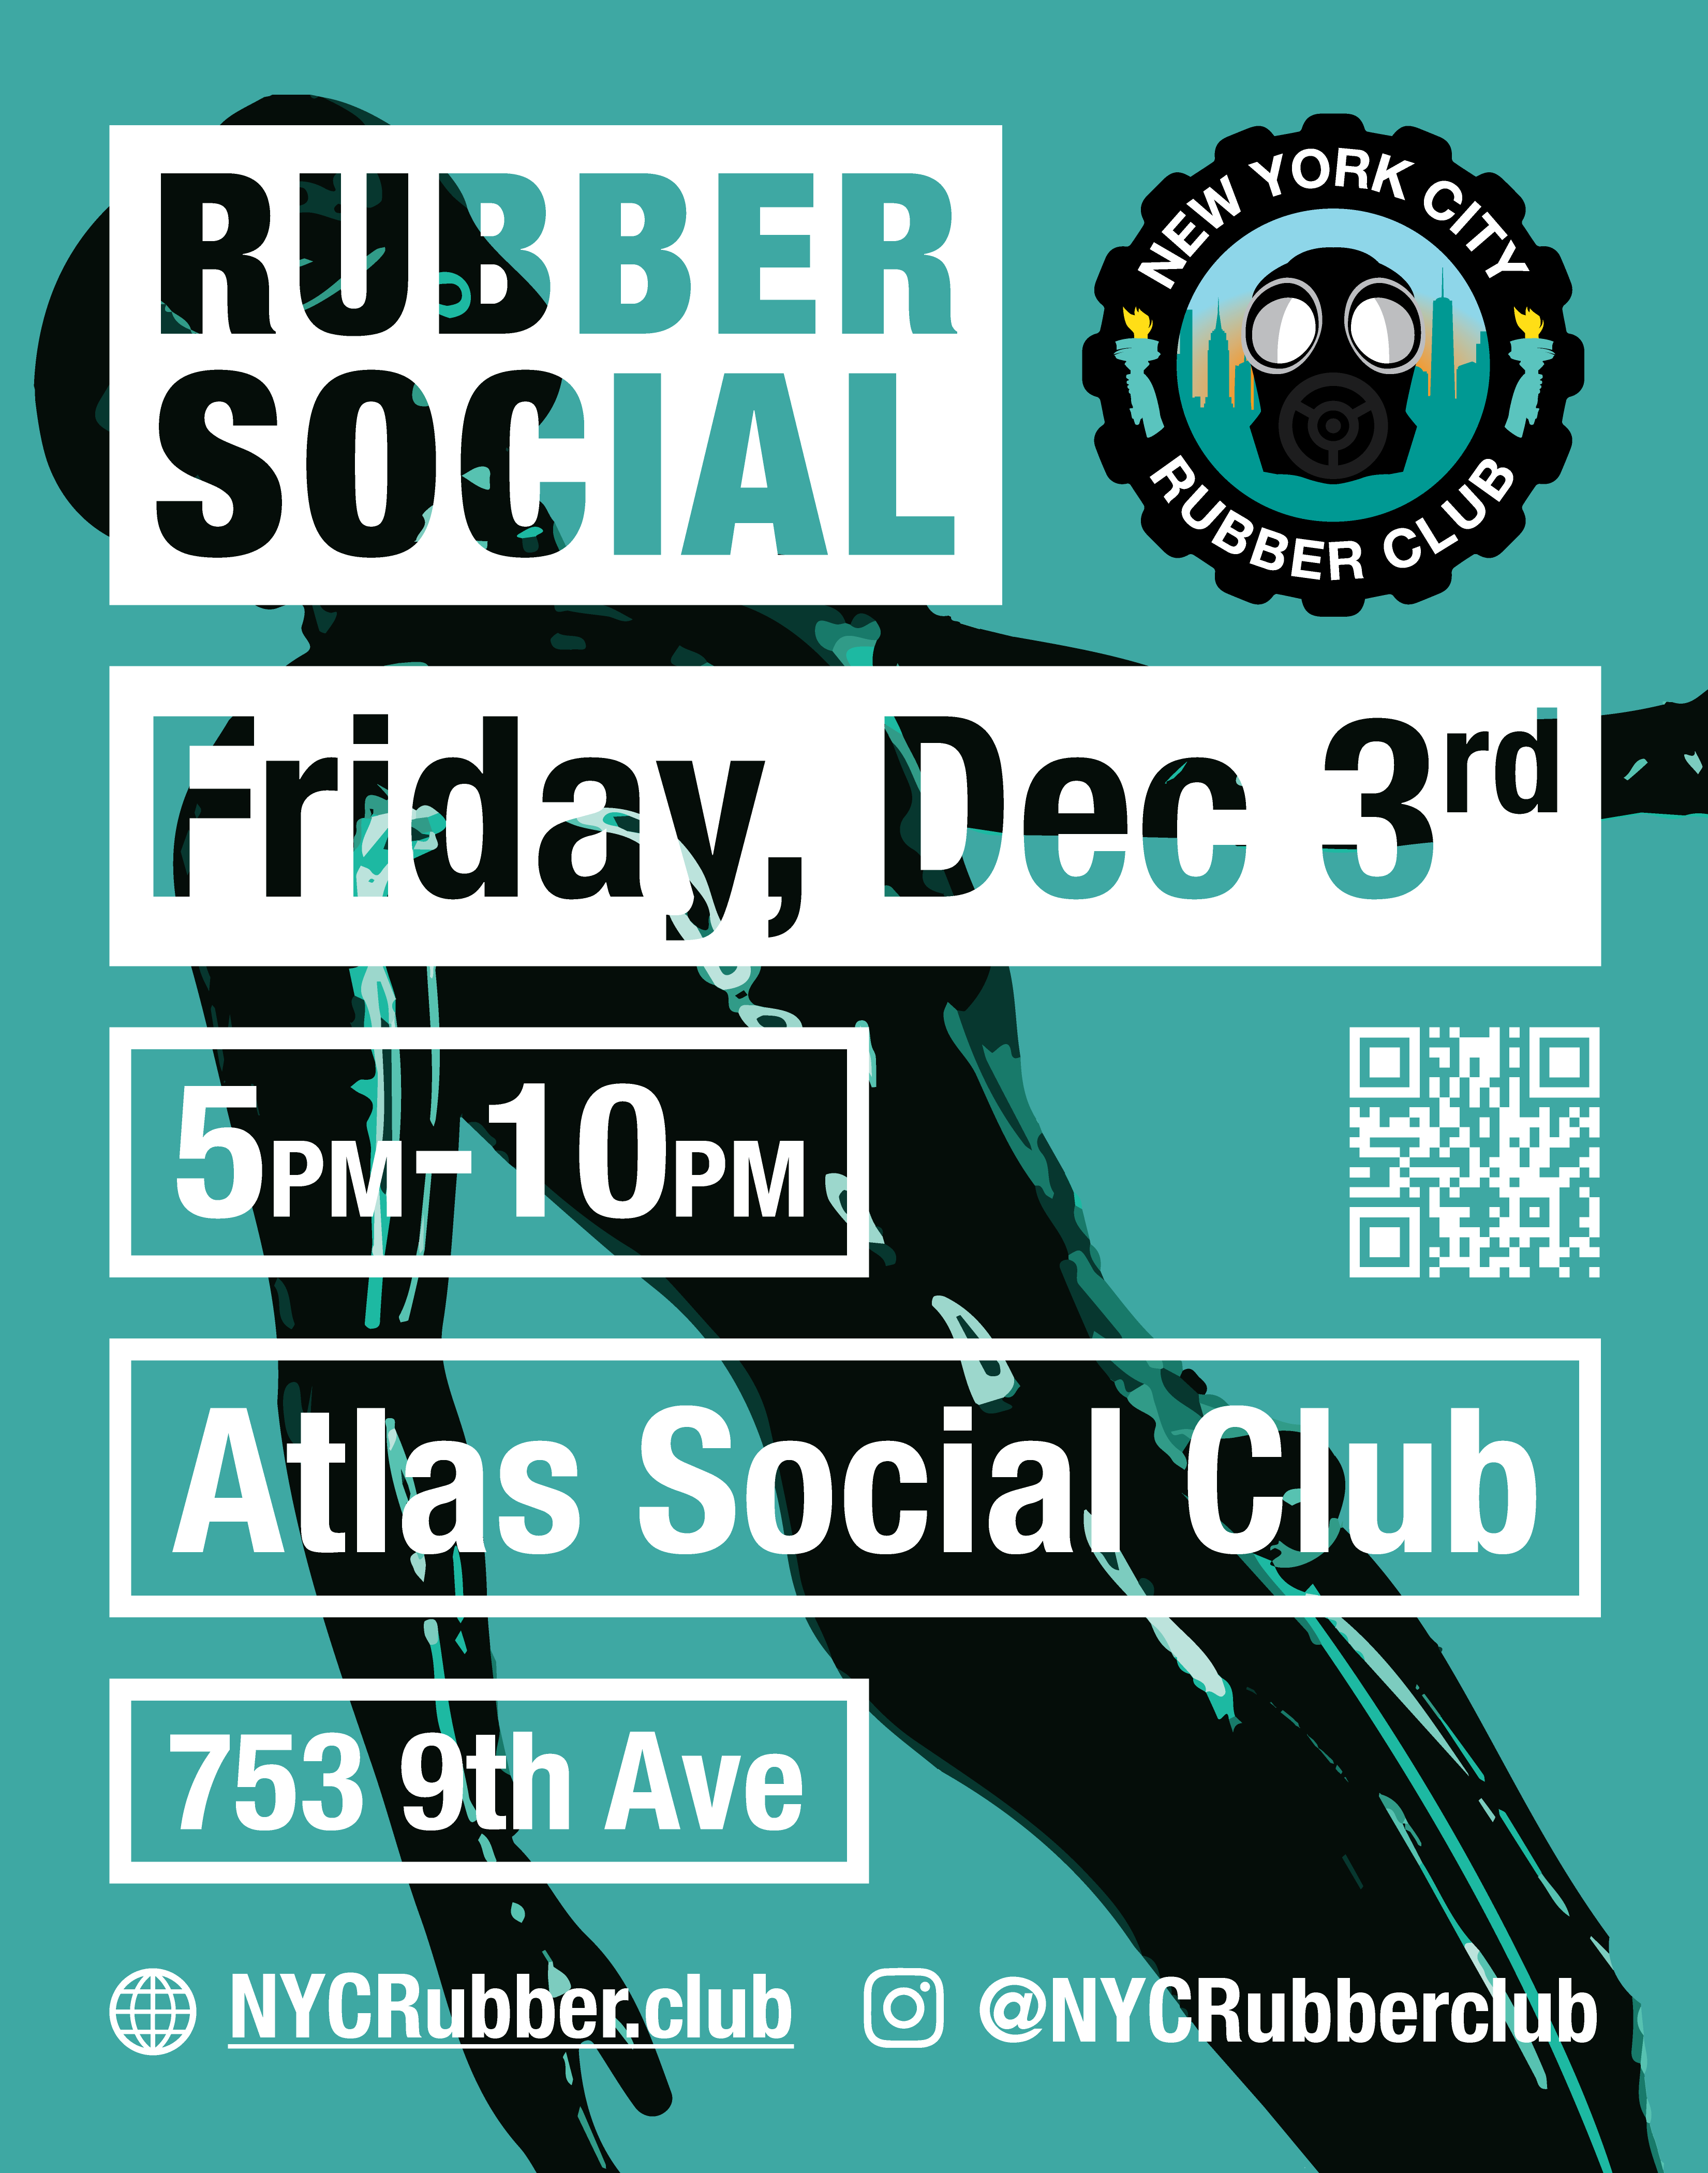 RUBBER
SOCIAL
NEW YORK CITY
RUBBER CLUB
Friday, Dec 3rd
5PM–10PM
Atlas Social Club
753 9th Ave
NYCRubber.club
@NYCRubberclub